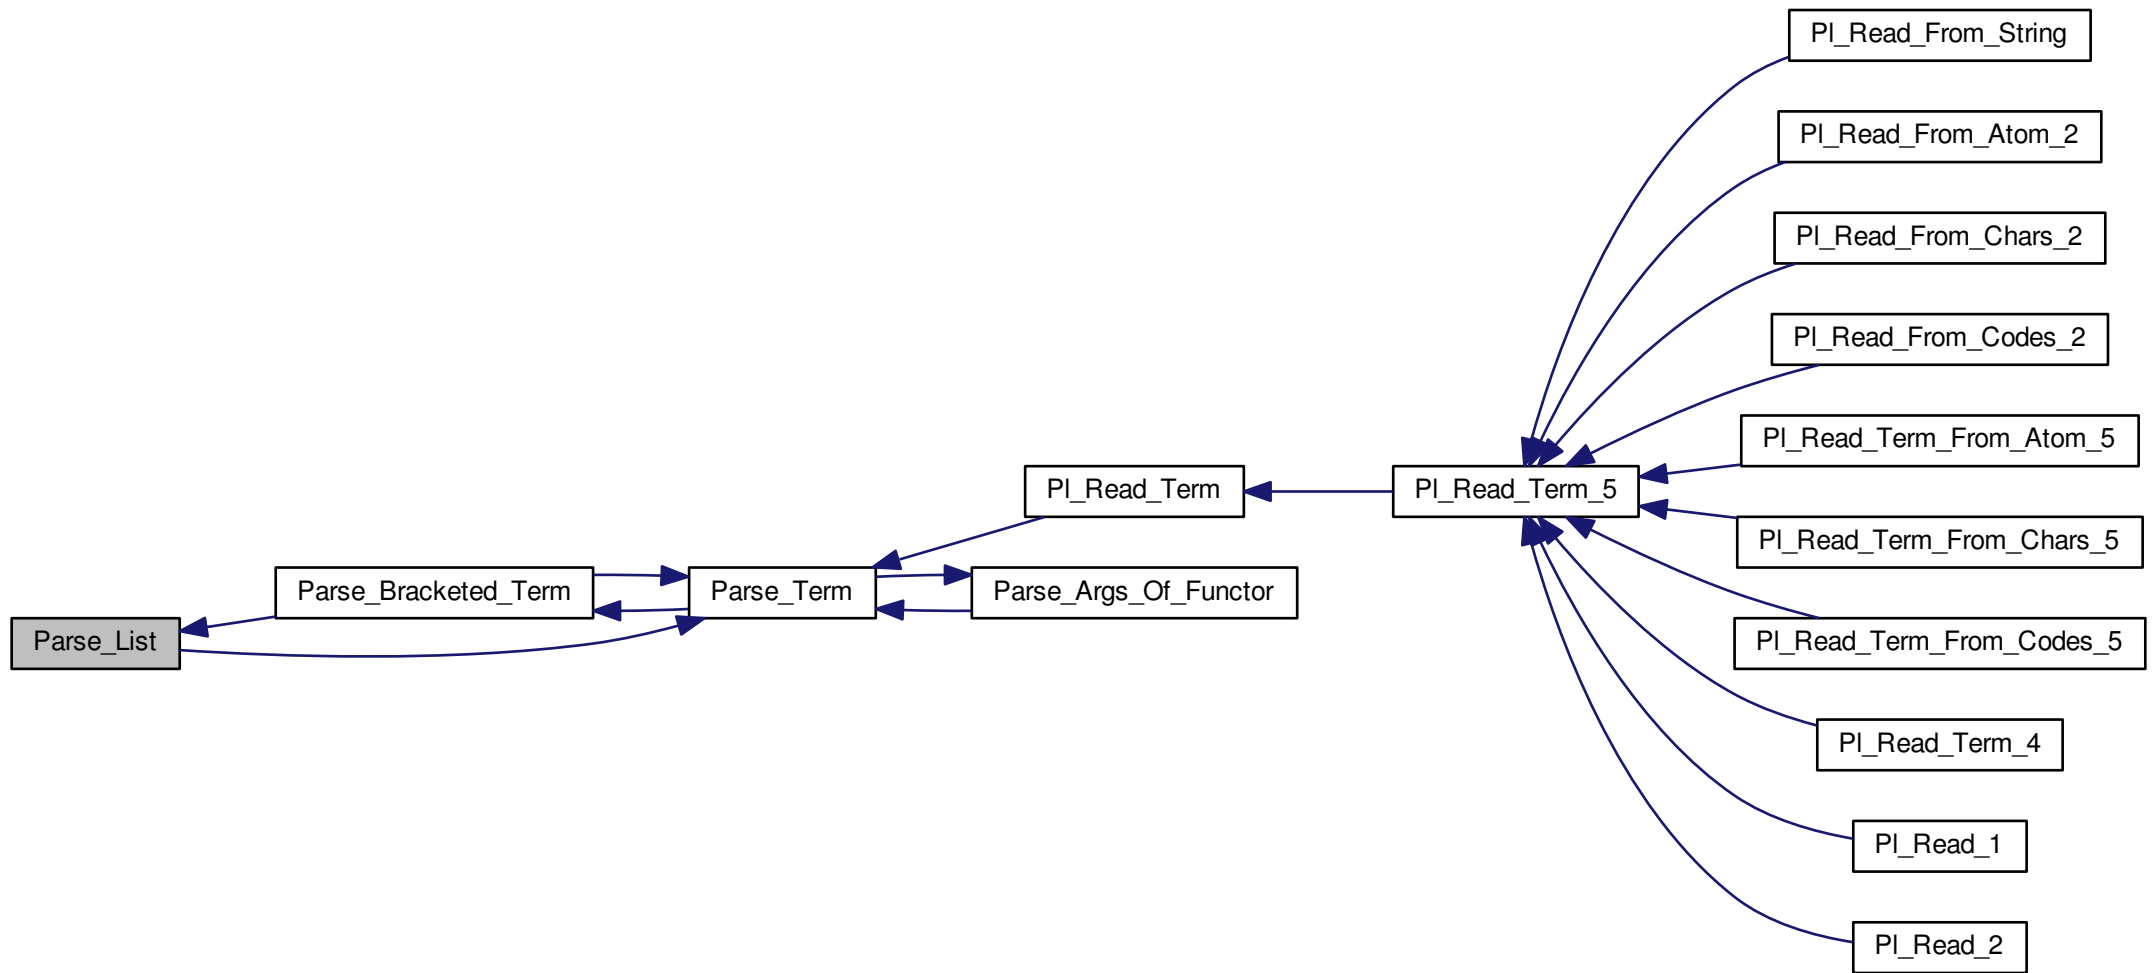 Pl_Read_From_String
Pl_Read_From_Atom_2
Pl_Read_From_Chars_2
Pl_Read_From_Codes_2
Pl_Read_Term_From_Atom_5
Pl_Read_Term
Pl_Read_Term_5
Pl_Read_Term_From_Chars_5
Parse_Bracketed_Term
Parse_Term
Parse_Args_Of_Functor
Parse_List
Pl_Read_Term_From_Codes_5
Pl_Read_Term_4
Pl_Read_1
Pl_Read_2